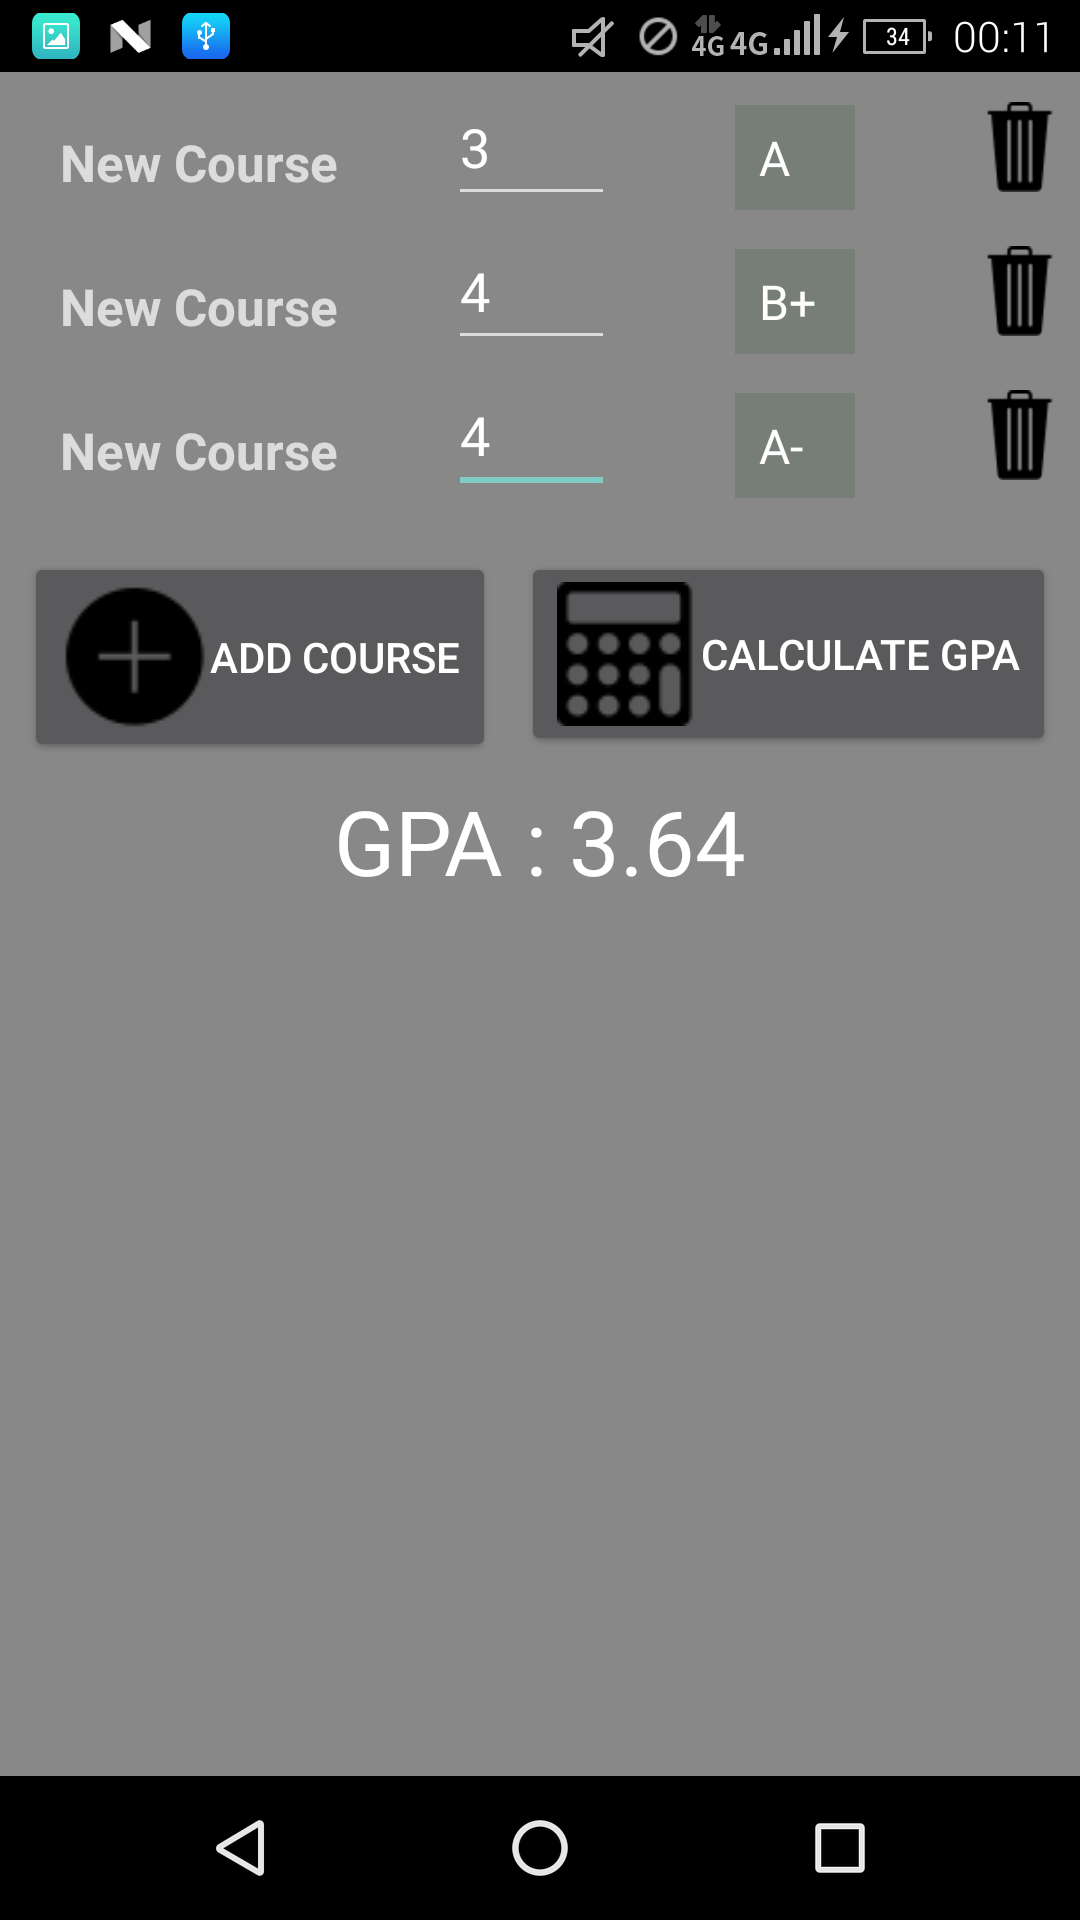 4G 4G 34 00:11
New Course 3 A
New Course 4 B+
New Course 4 A-
ADD COURSE CALCULATE GPA
GPA : 3.64